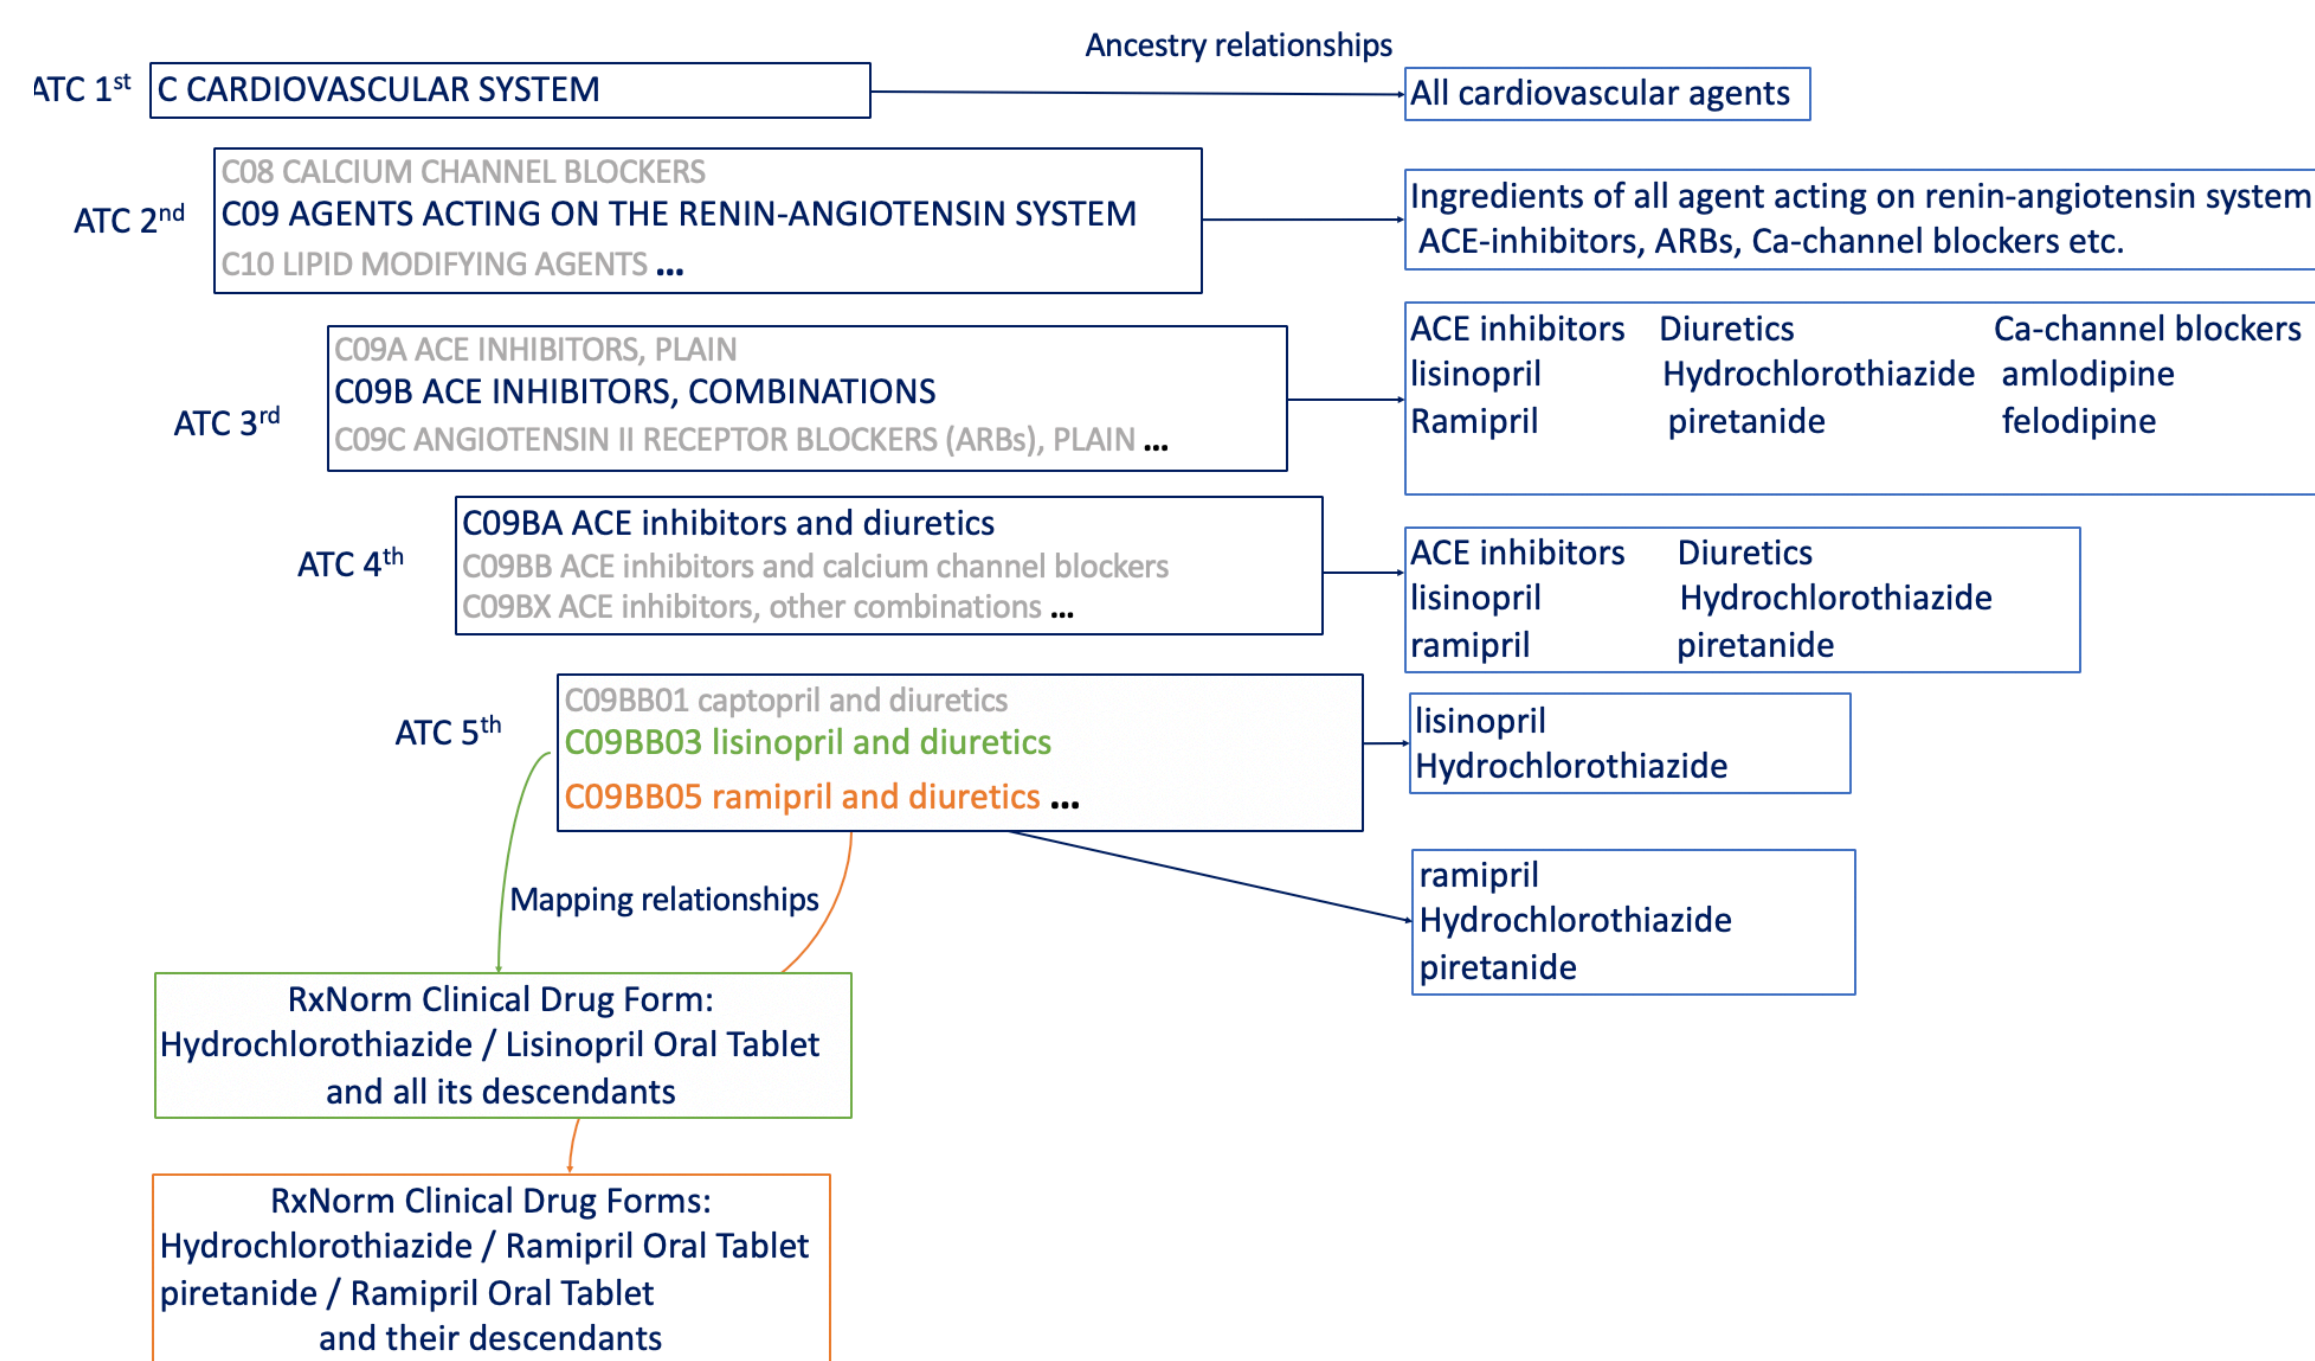 Ancestry relationships
ATC 1st
C CARDIOVASCULAR SYSTEM
All cardiovascular agents
ATC 2nd
C08 CALCIUM CHANNEL BLOCKERS
C09 AGENTS ACTING ON THE RENIN-ANGIOTENSIN SYSTEM
C10 LIPID MODIFYING AGENTS ...
Ingredients of all agent acting on renin-angiotensin system
ACE-inhibitors, ARBs, Ca-channel blockers etc.
ATC 3rd
C09A ACE INHIBITORS, PLAIN
C09B ACE INHIBITORS, COMBINATIONS
C09C ANGIOTENSIN II RECEPTOR BLOCKERS (ARBs), PLAIN ...
ACE inhibitors Diuretics Ca-channel blockers
lisinopril Hydrochlorothiazide amlodipine
Ramipril piretanide felodipine
ATC 4th
C09BA ACE inhibitors and diuretics
C09BB ACE inhibitors and calcium channel blockers
C09BX ACE inhibitors, other combinations ...
ACE inhibitors Diuretics
lisinopril Hydrochlorothiazide
ramipril piretanide
ATC 5th
C09BB01 captopril and diuretics
C09BB03 lisinopril and diuretics
C09BB05 ramipril and diuretics ...
lisinopril
Hydrochlorothiazide
ramipril
Hydrochlorothiazide
piretanide
Mapping relationships
RxNorm Clinical Drug Form:
Hydrochlorothiazide / Lisinopril Oral Tablet
and all its descendants
RxNorm Clinical Drug Forms:
Hydrochlorothiazide / Ramipril Oral Tablet
piretanide / Ramipril Oral Tablet
and their descendants